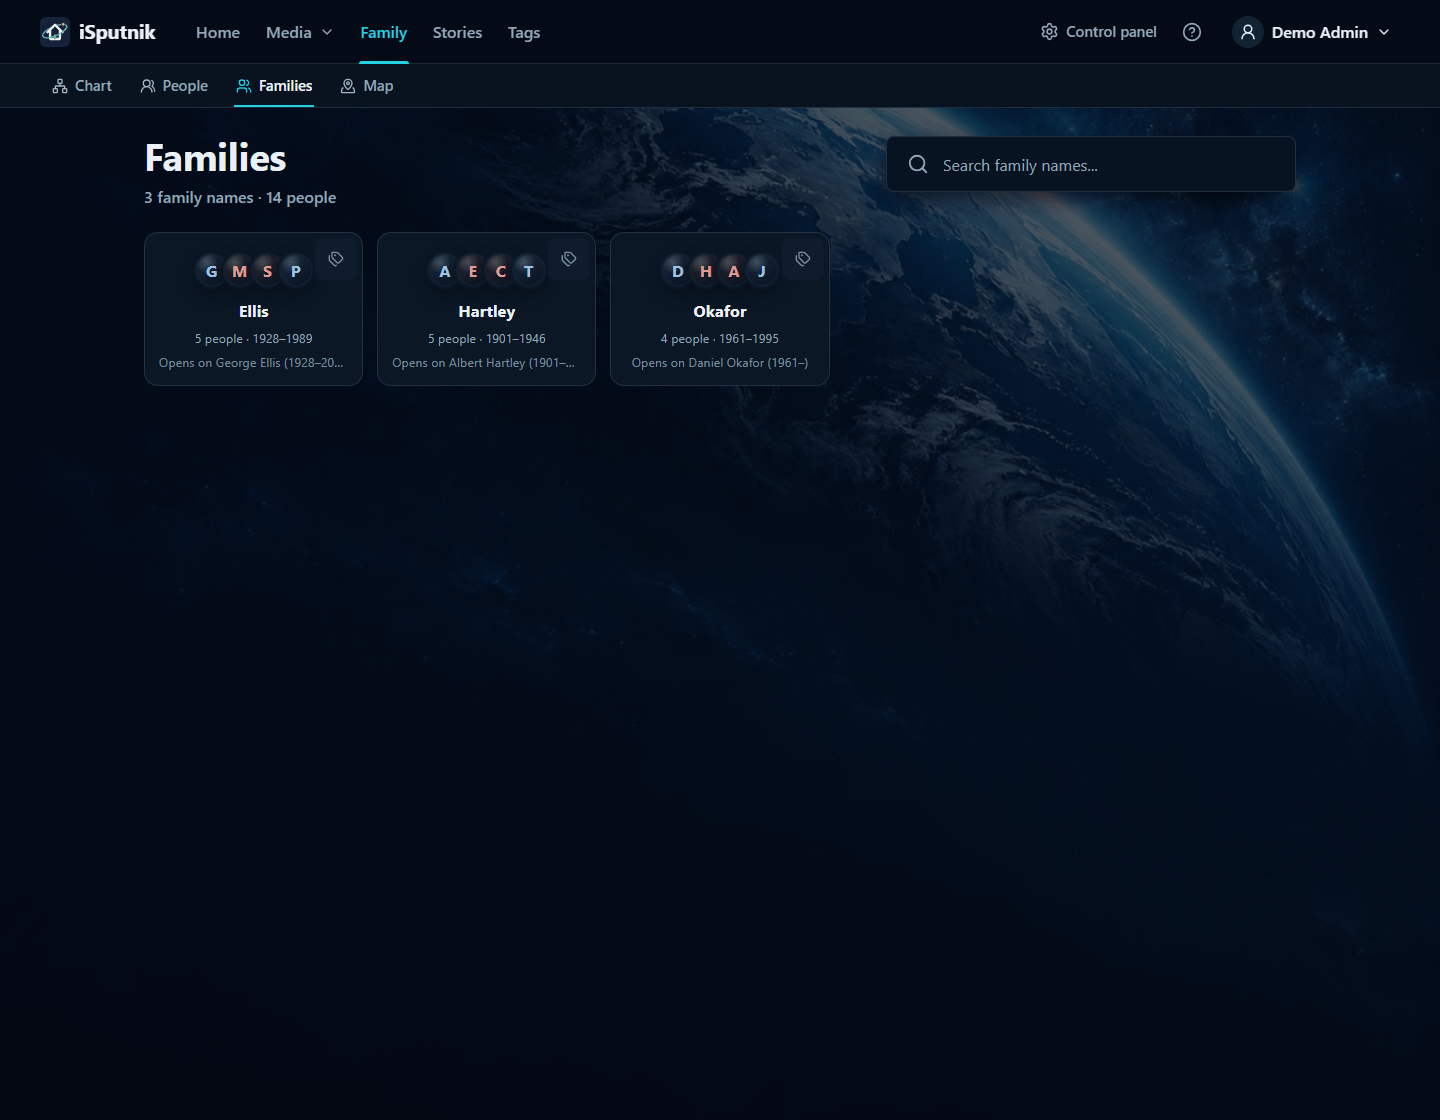 iSputnik
Home
Media
Family
Stories
Tags
Control panel
Demo Admin
Chart
People
Families
Map
Families
3 family names · 14 people
Search family names...
G M S P
Ellis
5 people · 1928–1989
Opens on George Ellis (1928–20...
A E C T
Hartley
5 people · 1901–1946
Opens on Albert Hartley (1901–...
D H A J
Okafor
4 people · 1961–1995
Opens on Daniel Okafor (1961–)